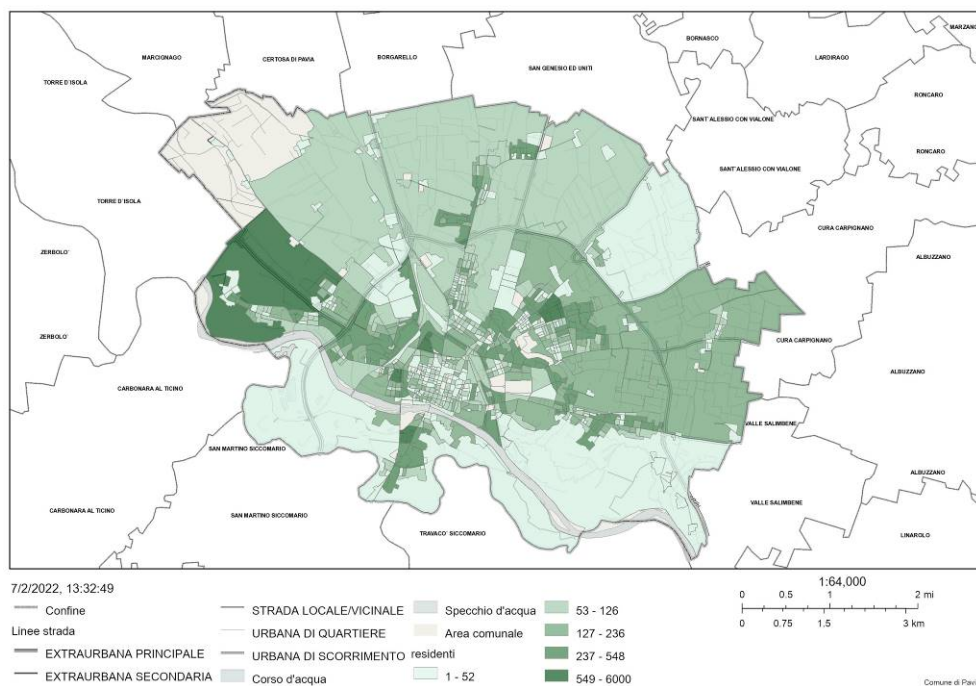 MARZANO
BORNASCO
MARCIGNAGO
CERTOSA DI PAVIA
BORGARELLO
LARDIRAGO
SAN GENESIO ED UNITI
TORRE D'ISOLA
RONCARO
SANT'ALESSIO CON VIALONE
RONCARO
SANT'ALESSIO CON VIALONE
TORRE D'ISOLA
CURA CARPIGNANO
ZERBOLO'
ALBUZZANO
ZERBOLO'
CURA CARPIGNANO
ALBUZZANO
CARBONARA AL TICINO
VALLE SALIMBENE
SAN MARTINO SICCOMARIO
ALBUZZANO
VALLE SALIMBENE
CARBONARA AL TICINO
SAN MARTINO SICCOMARIO
TRAVACO' SICCOMARIO
LINAROLO
7/2/2022, 13:32:49
Confine
Linee strada
EXTRAURBANA PRINCIPALE
EXTRAURBANA SECONDARIA
STRADA LOCALE/VICINALE
URBANA DI QUARTIERE
URBANA DI SCORRIMENTO
Corso d'acqua
Specchio d'acqua
Area comunale
residenti
1 - 52
53 - 126
127 - 236
237 - 548
549 - 6000
1:64,000
0 0.5 1 2 mi
0 0.75 1.5 3 km